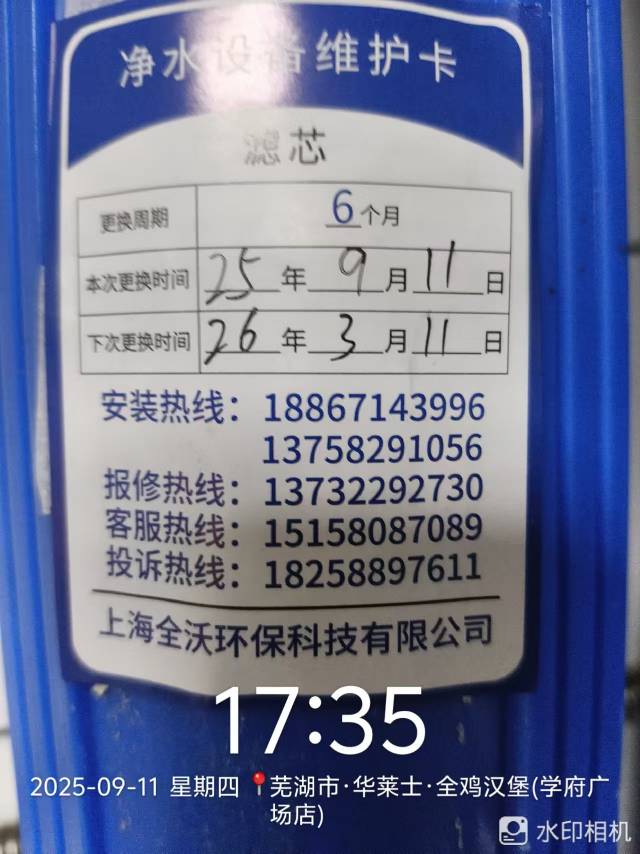 净水设备维护卡
滤芯
更换周期 6个月
本次更换时间 25年9月11日
下次更换时间 26年3月11日
安装热线：18867143996
13758291056
报修热线：13732292730
客服热线：15158087089
投诉热线：18258897611
上海全沃环保科技有限公司
17:35
2025-09-11 星期四 芜湖市·华莱士·全鸡汉堡(学府广
场店)
水印相机